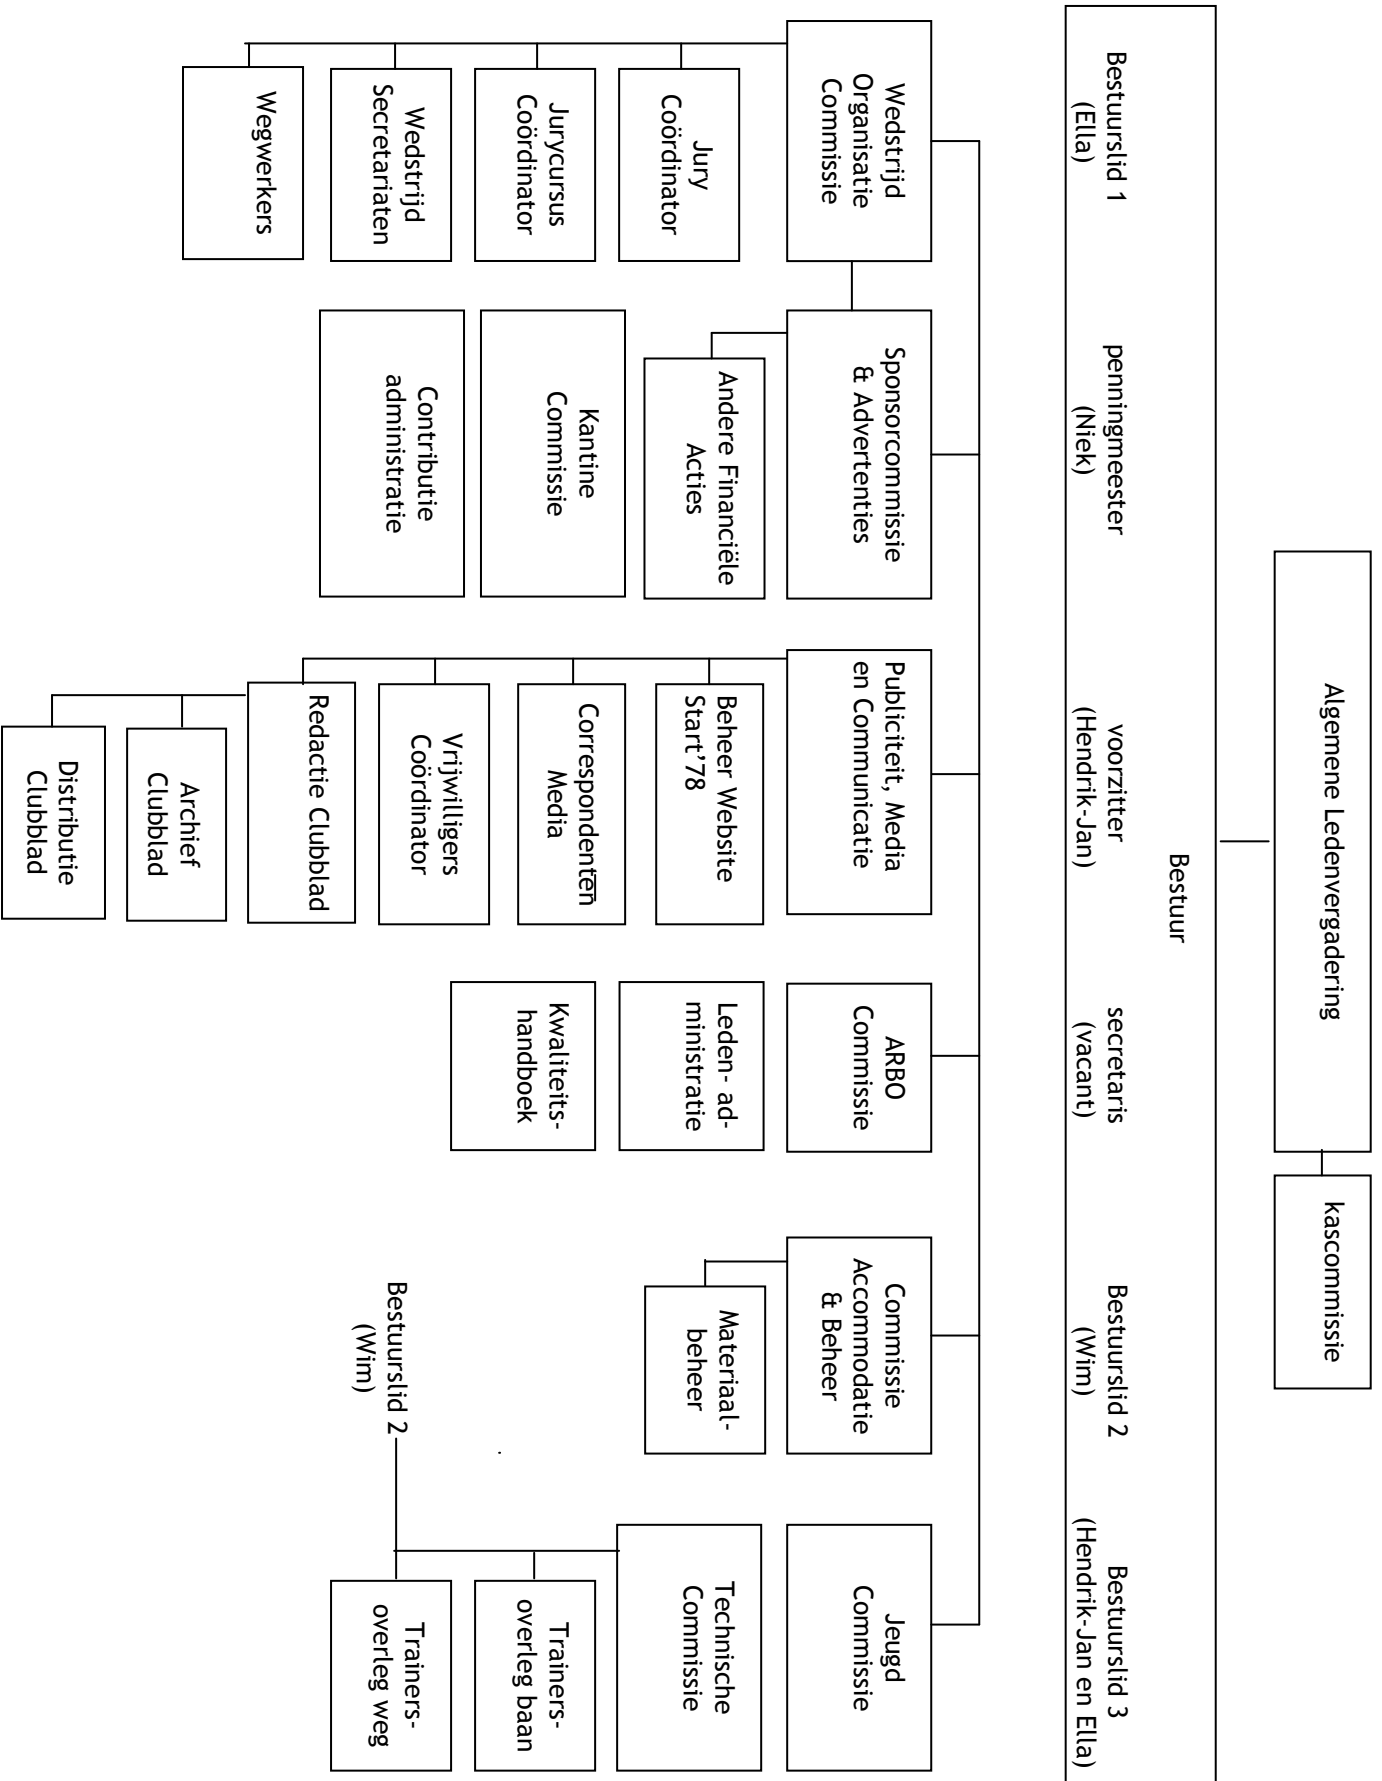 Algemene Ledenvergadering
kascommissie
Bestuur
Bestuurslid 1
(Ella)
penningmeester
(Niek)
voorzitter
(Hendrik-Jan)
secretaris
(vacant)
Bestuurslid 2
(Wim)
Bestuurslid 3
(Hendrik-Jan en Ella)
Wedstrijd
Organisatie
Commissie
Jury
Coördinator
Jurycursus
Coördinator
Wedstrijd
Secretariaten
Wegwerkers
Sponsorcommissie
& Advertenties
Andere Financiële
Acties
Kantine
Commissie
Contributie
administratie
Publiciteit, Media
en Communicatie
Beheer Website
Start'78
Correspondenten
Media
Vrijwilligers
Coördinator
Redactie Clubblad
Archief
Clubblad
Distributie
Clubblad
ARBO
Commissie
Leden- ad-
ministratie
Kwaliteits-
handboek
Commissie
Accommodatie
& Beheer
Materiaal-
beheer
Bestuurslid 2
(Wim)
Jeugd
Commissie
Technische
Commissie
Trainers-
overleg baan
Trainers-
overleg weg